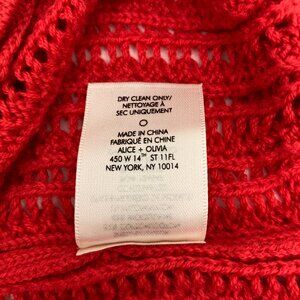 DRY CLEAN ONLY/
NETTOYAGE À
SEC UNIQUEMENT
MADE IN CHINA
FABRIQUÉ EN CHINE
ALICE + OLIVIA
450 W 14TH ST 11FL
NEW YORK, NY 10014